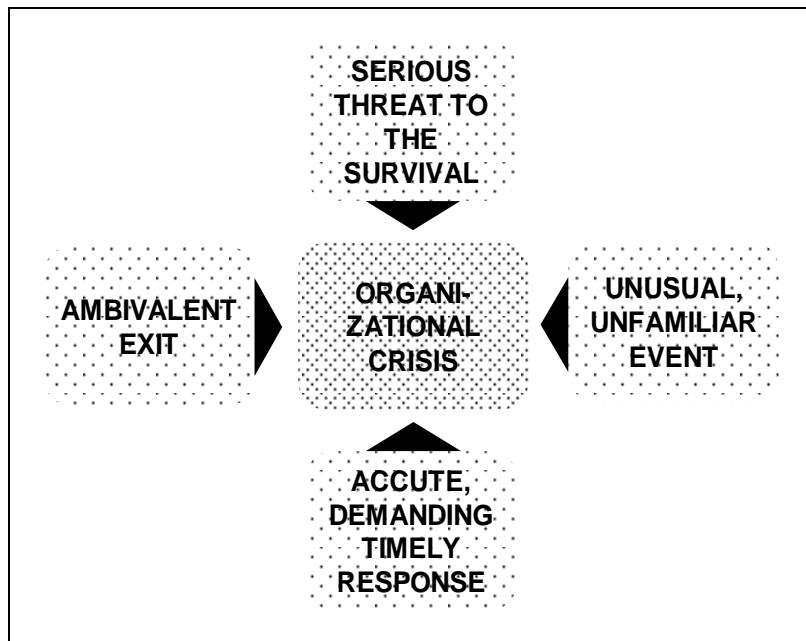 SERIOUS
THREAT TO
THE
SURVIVAL
AMBIVALENT
EXIT
ORGANI-
ZATIONAL
CRISIS
UNUSUAL,
UNFAMILIAR
EVENT
ACCUTE,
DEMANDING
TIMELY
RESPONSE